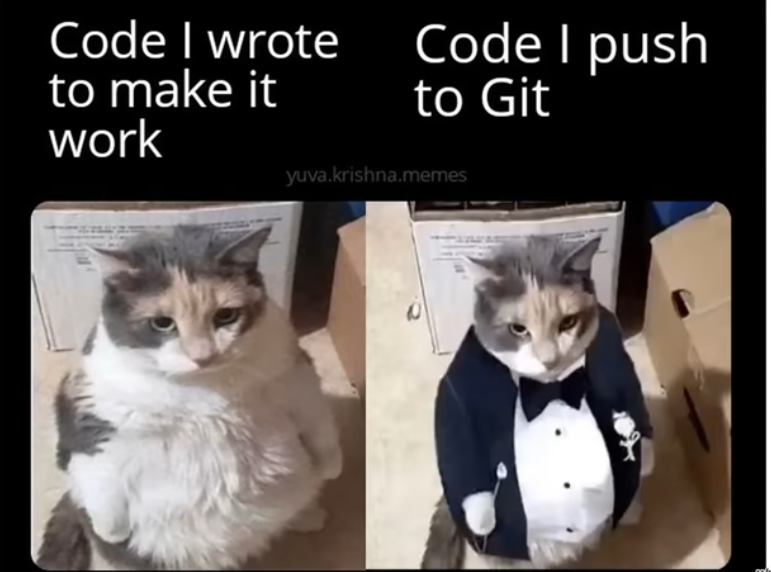 Code I wrote
to make it
work
Code I push
to Git
yuva.krishna.memes